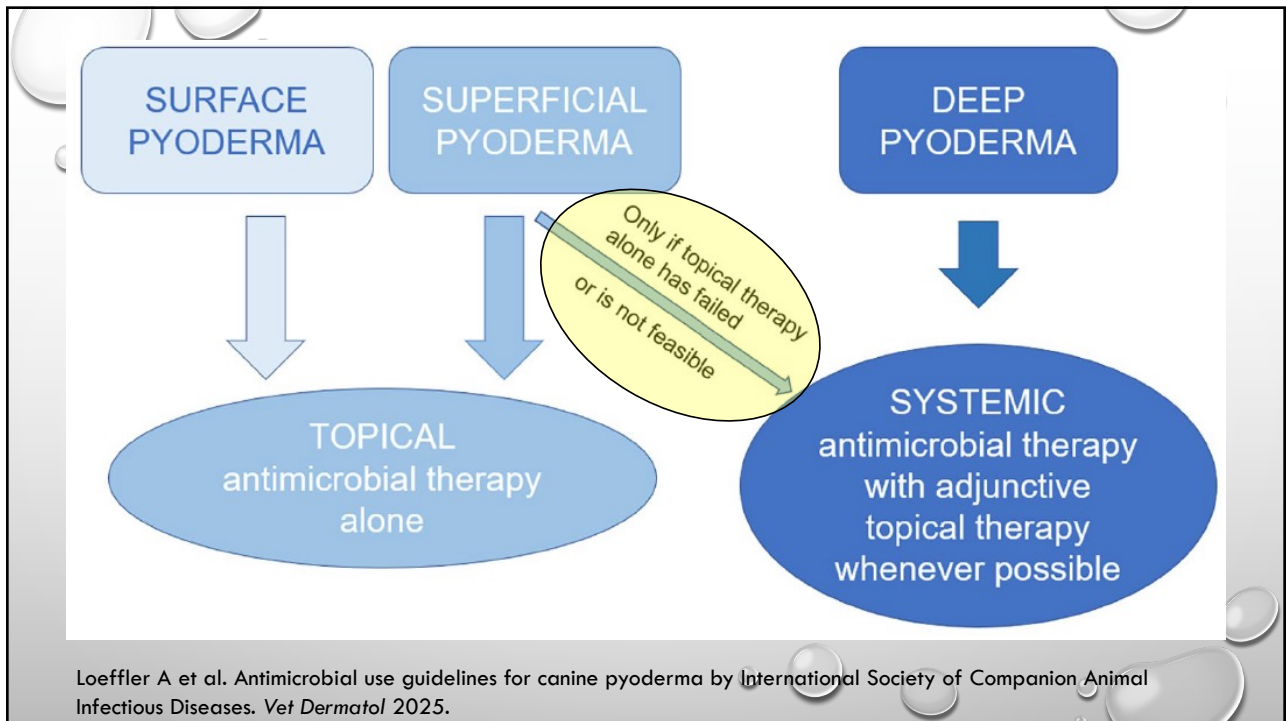 SURFACE
PYODERMA
SUPERFICIAL
PYODERMA
DEEP
PYODERMA
Only if topical therapy
alone has failed
or is not feasible
TOPICAL
antimicrobial therapy
alone
SYSTEMIC
antimicrobial therapy
with adjunctive
topical therapy
whenever possible
Loeffler A et al. Antimicrobial use guidelines for canine pyoderma by International Society of Companion Animal
Infectious Diseases. Vet Dermatol 2025.